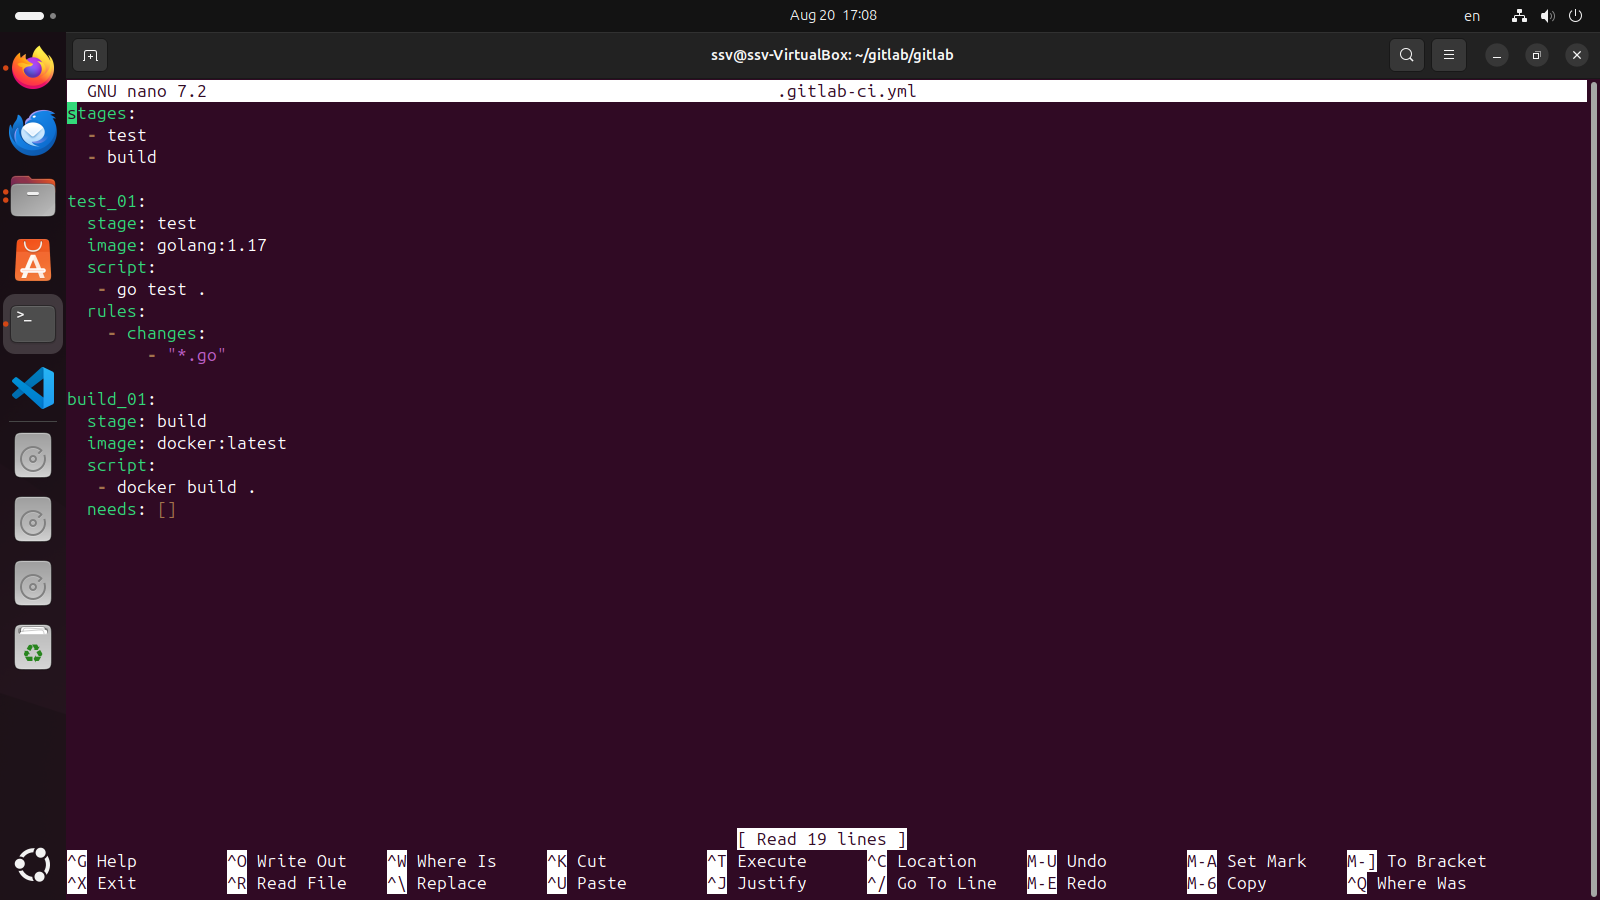 Aug 20 17:08
en
ssv@ssv-VirtualBox: ~/gitlab/gitlab
GNU nano 7.2 .gitlab-ci.yml
stages:
  - test
  - build

test_01:
  stage: test
  image: golang:1.17
  script:
   - go test .
  rules:
    - changes:
        - "*.go"

build_01:
  stage: build
  image: docker:latest
  script:
   - docker build .
  needs: []
[ Read 19 lines ]
^G Help ^O Write Out ^W Where Is ^K Cut ^T Execute ^C Location M-U Undo M-A Set Mark M-] To Bracket
^X Exit ^R Read File ^\ Replace ^U Paste ^J Justify ^/ Go To Line M-E Redo M-6 Copy ^Q Where Was